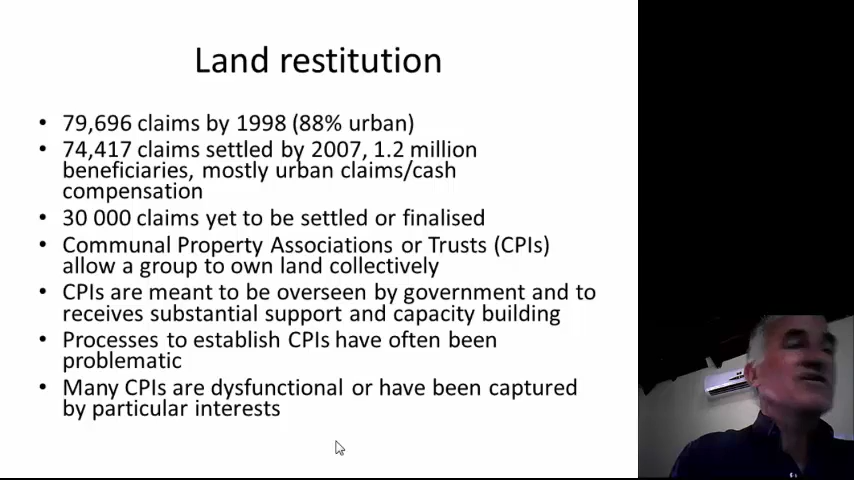 Land restitution
• 79,696 claims by 1998 (88% urban)
• 74,417 claims settled by 2007, 1.2 million
beneficiaries, mostly urban claims/cash
compensation
• 30 000 claims yet to be settled or finalised
• Communal Property Associations or Trusts (CPIs)
allow a group to own land collectively
• CPIs are meant to be overseen by government and to
receives substantial support and capacity building
• Processes to establish CPIs have often been
problematic
• Many CPIs are dysfunctional or have been captured
by particular interests